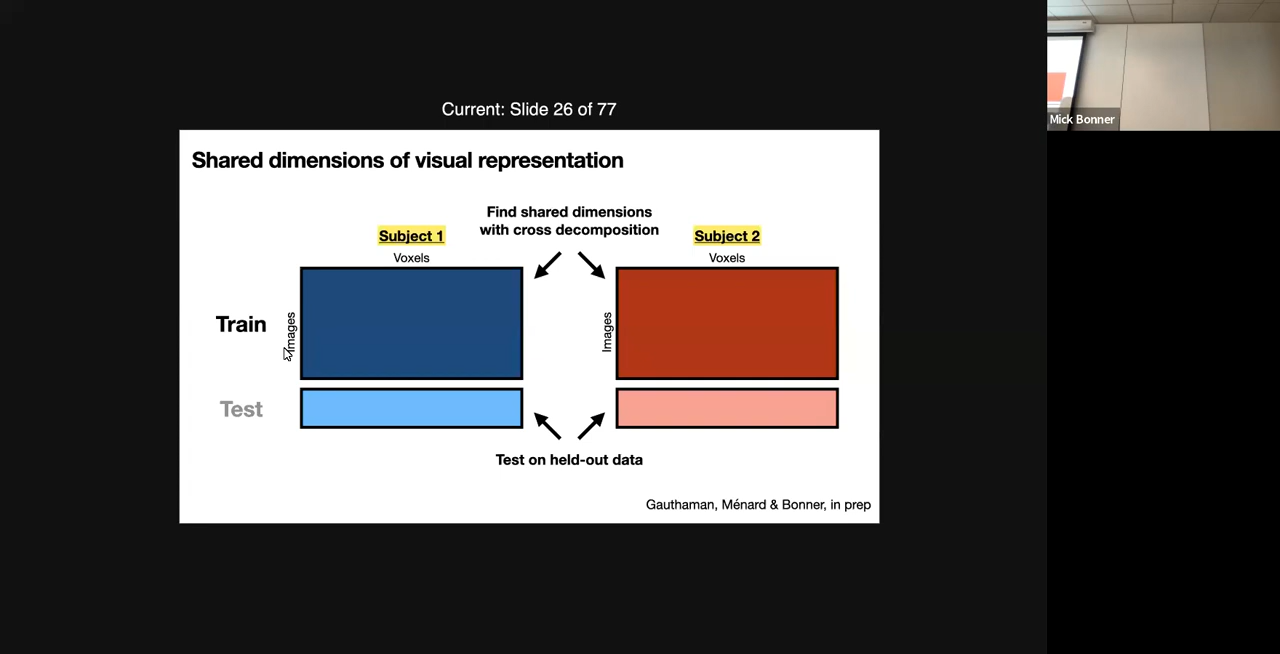 Current: Slide 26 of 77
Mick Bonner
Shared dimensions of visual representation
Find shared dimensions
with cross decomposition
Subject 1
Subject 2
Voxels
Voxels
Train
Images
Images
Test
Test on held-out data
Gauthaman, Ménard & Bonner, in prep